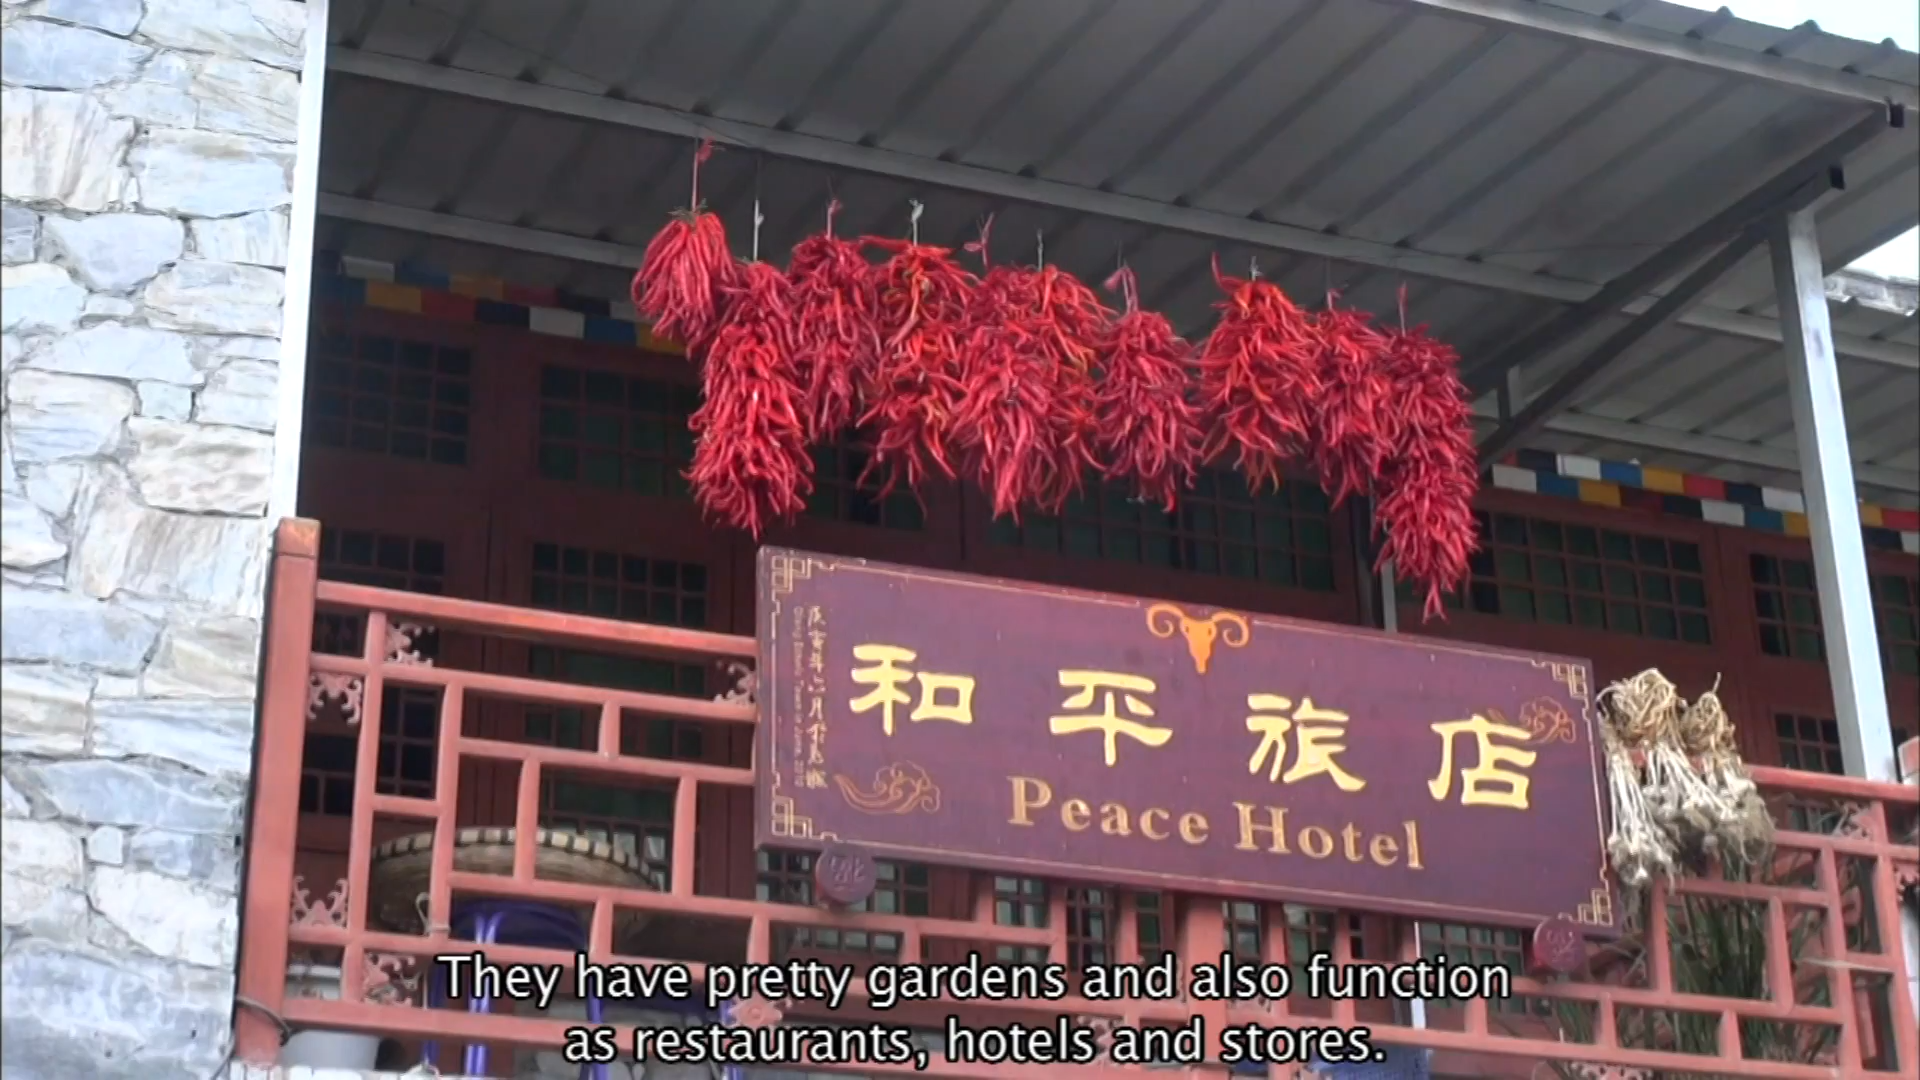 和平旅店
Peace Hotel
They have pretty gardens and also function
as restaurants, hotels and stores.